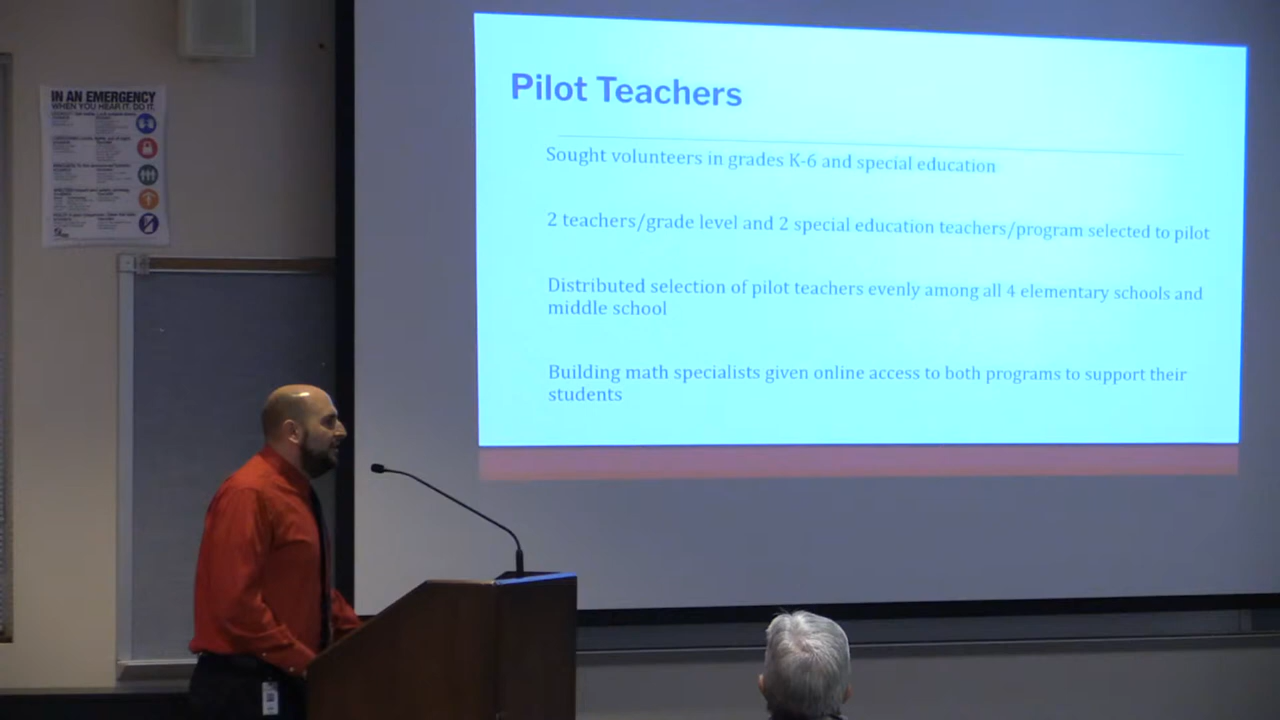 IN AN EMERGENCY
WHEN YOU HEAR IT. DO IT.
Pilot Teachers
Sought volunteers in grades K-6 and special education
2 teachers/grade level and 2 special education teachers/program selected to pilot
Distributed selection of pilot teachers evenly among all 4 elementary schools and
middle school
Building math specialists given online access to both programs to support their
students